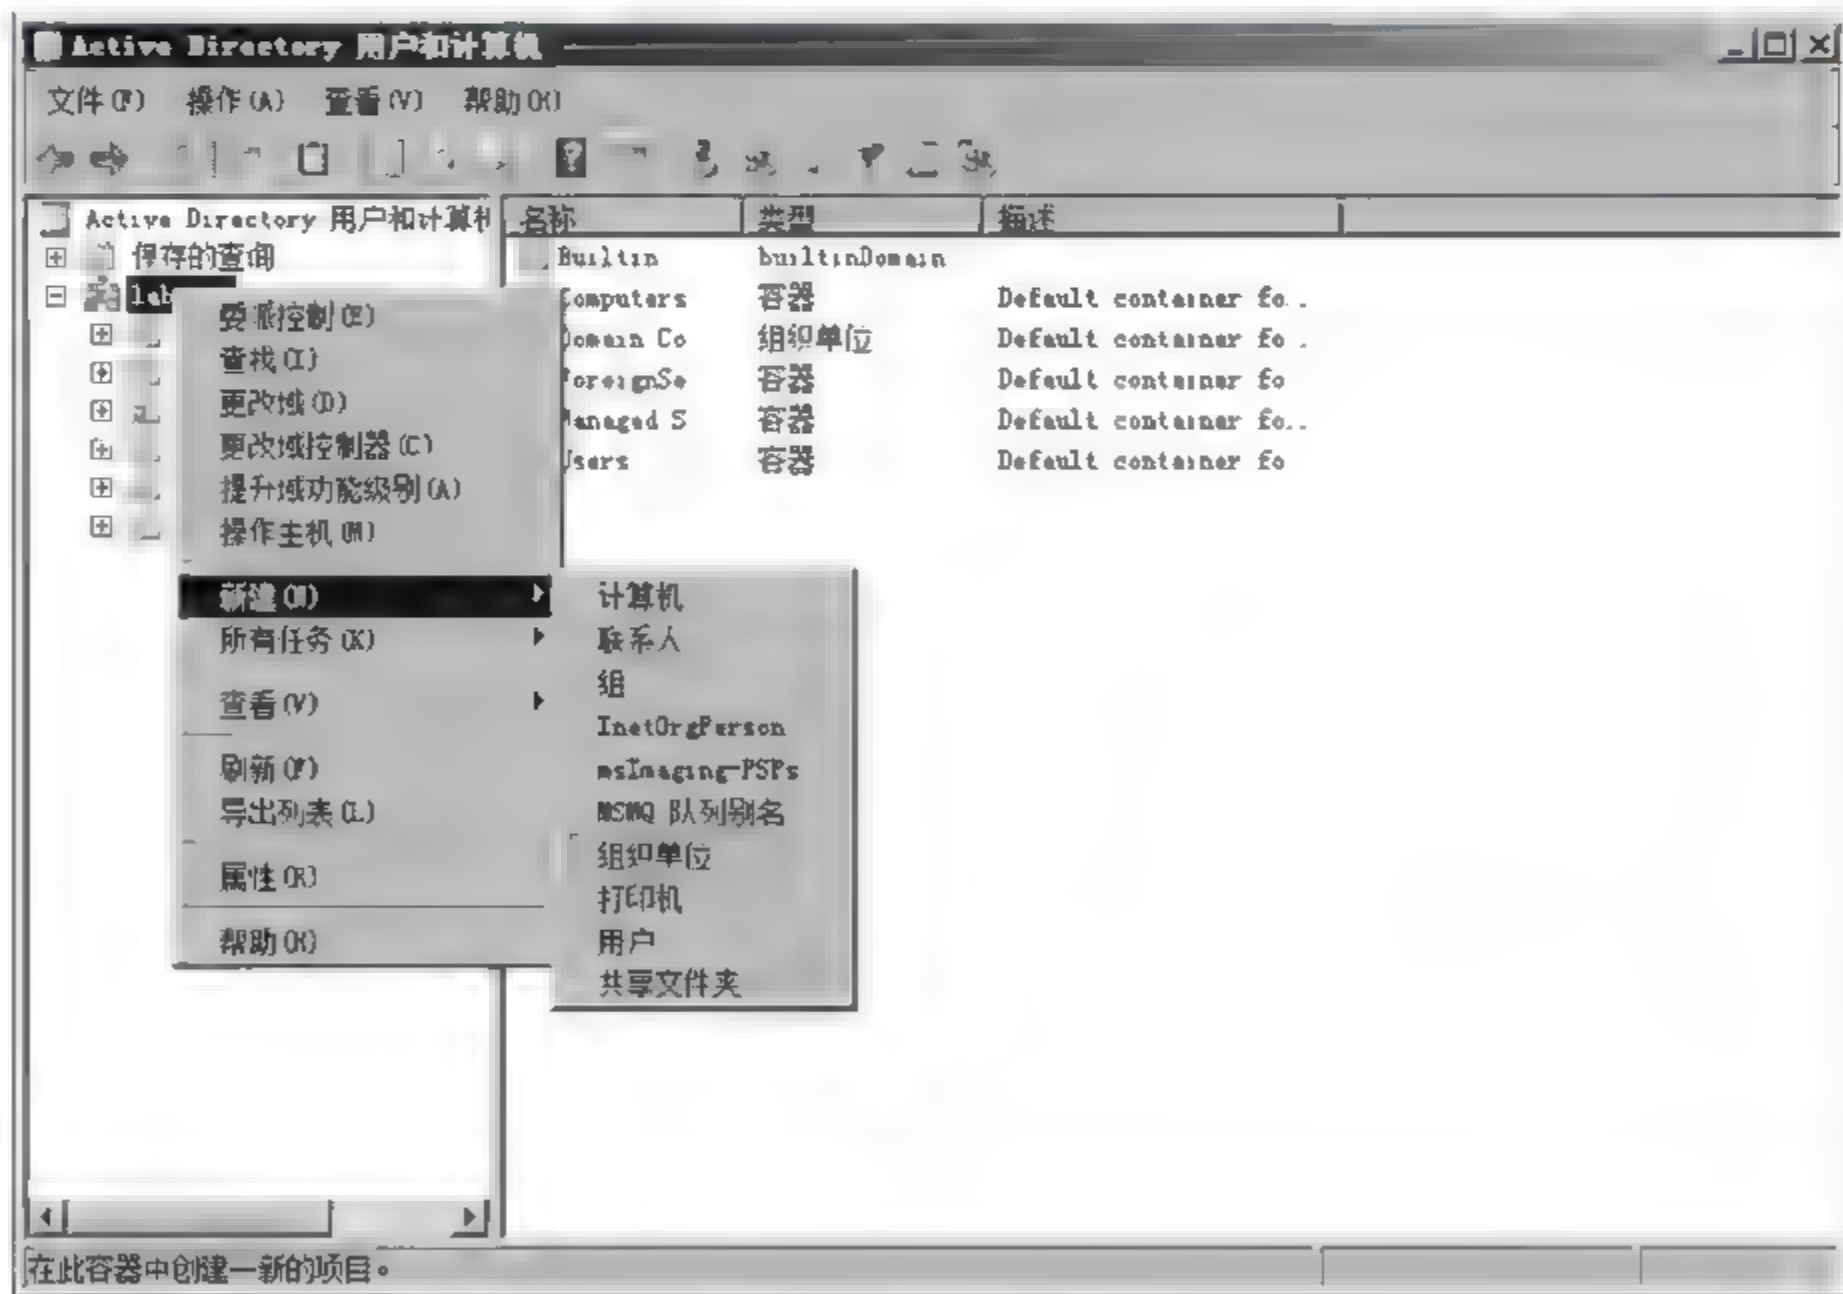 Active Directory 用户和计算机
文件(F) 操作(A) 查看(V) 帮助(H)
Active Directory 用户和计算机
名称 类型 描述
保存的查询
Builtin builtinDomain
Computers 容器 Default container fo..
Domain Co 组织单位 Default container fo..
ForeignSe 容器 Default container fo
Managed S 容器 Default container fo..
Users 容器 Default container fo
委派控制(E)
查找(I)
更改域(D)
更改域控制器(C)
提升域功能级别(A)
操作主机(M)
新建(N)
所有任务(K)
查看(V)
刷新(F)
导出列表(L)
属性(R)
帮助(H)
计算机
联系人
组
InetOrgPerson
msImaging-PSPs
MSMQ 队列别名
组织单位
打印机
用户
共享文件夹
在此容器中创建一新的项目。